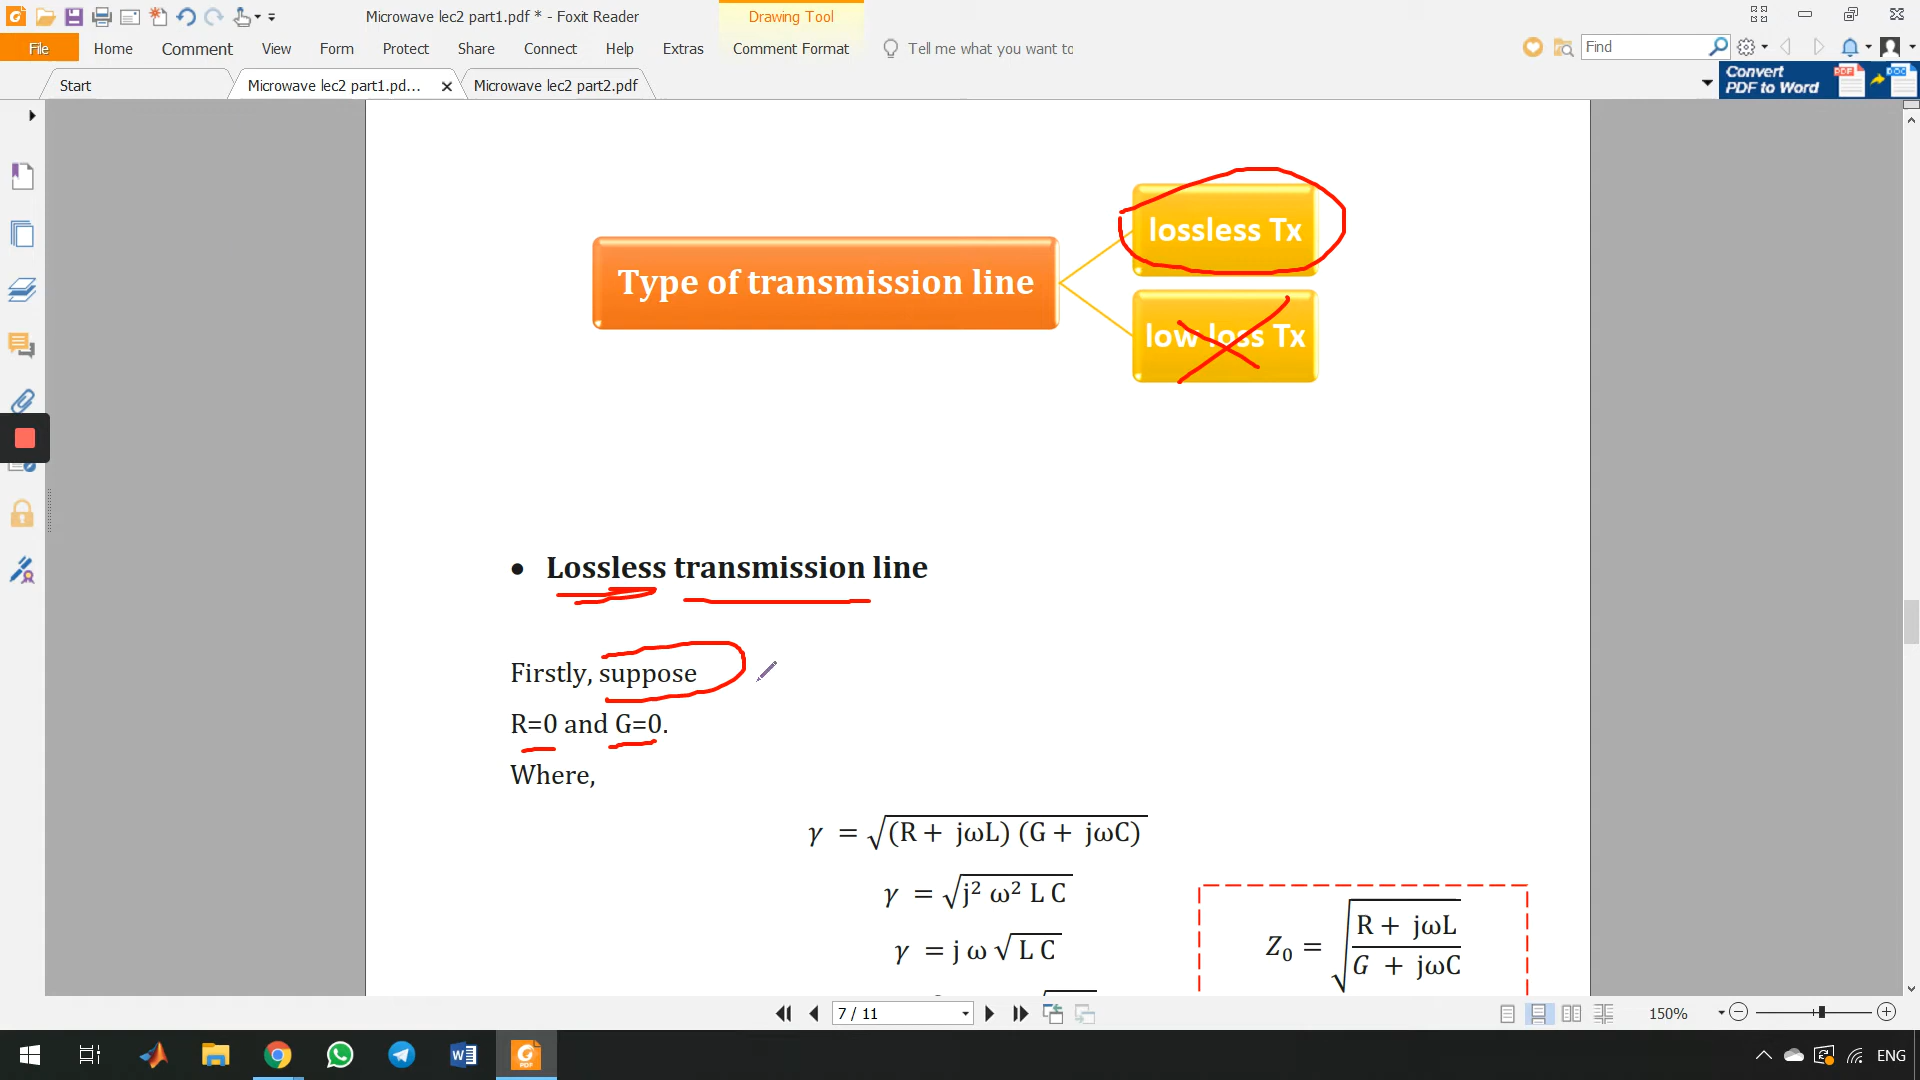 Microwave lec2 part1.pdf * - Foxit Reader
Drawing Tool
File
Home
Comment
View
Form
Protect
Share
Connect
Help
Extras
Comment Format
Tell me what you want to
Find
Start
Microwave lec2 part1.pd...
Microwave lec2 part2.pdf
Convert
PDF to Word
PDF
DOC
Type of transmission line
lossless Tx
low loss Tx
• Lossless transmission line
Firstly, suppose
R=0 and G=0.
Where,
γ = √(R + jωL) (G + jωC)
γ = √j² ω² L C
γ = j ω √L C
Z₀ = √(R + jωL)/(G + jωC)
7 / 11
150%
ENG